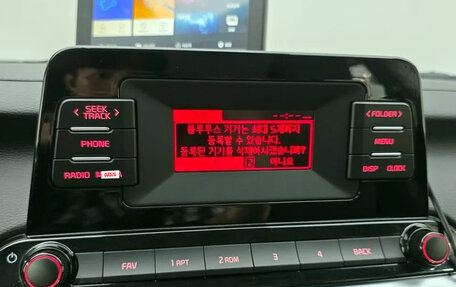 SEEK
TRACK
PHONE
RADIO
블루투스 기기는 최대 5개까지
등록할 수 있습니다.
등록된 기기를 삭제하시겠습니까?
2 아니요
FOLDER
MENU
DISP CLOCK
FAV
1 RPT
2 RDM
3
4
BACK